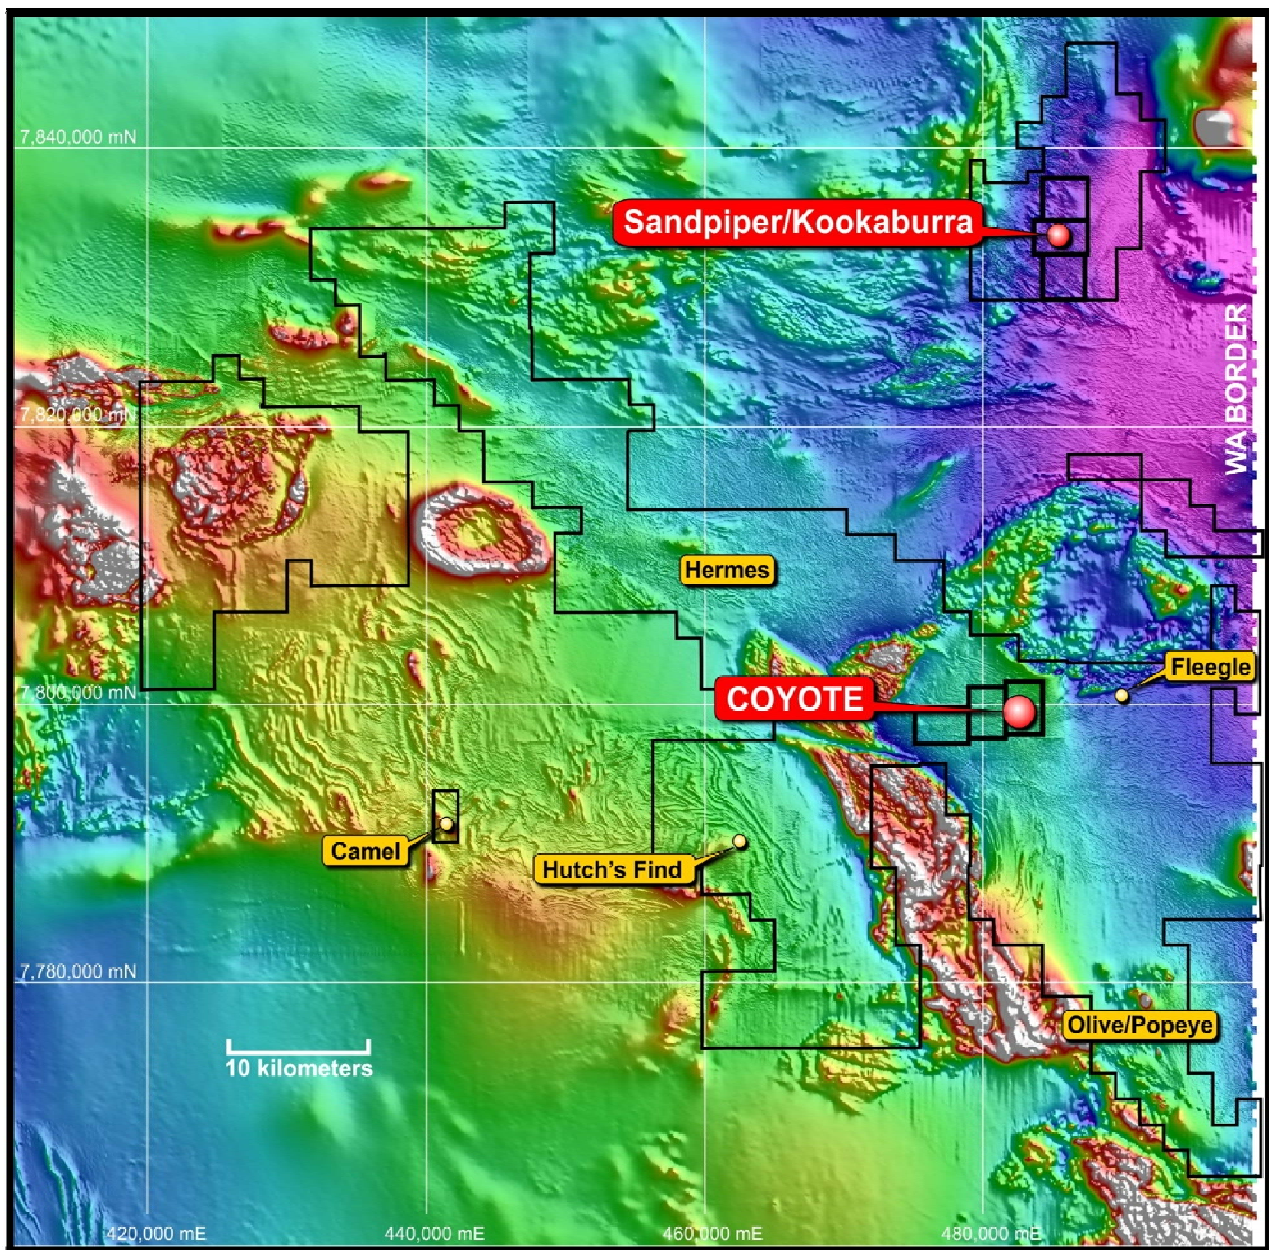 7,840,000 mN
Sandpiper/Kookaburra
WA BORDER
7,820,000 mN
Hermes
Fleegle
7,800,000 mN
COYOTE
Camel
Hutch's Find
7,780,000 mN
Olive/Popeye
10 kilometers
420,000 mE
440,000 mE
460,000 mE
480,000 mE